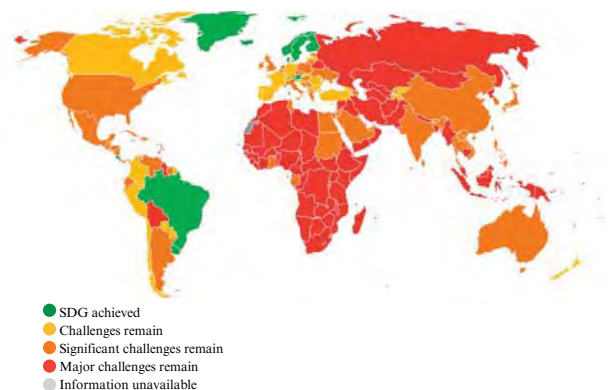 SDG achieved
Challenges remain
Significant challenges remain
Major challenges remain
Information unavailable